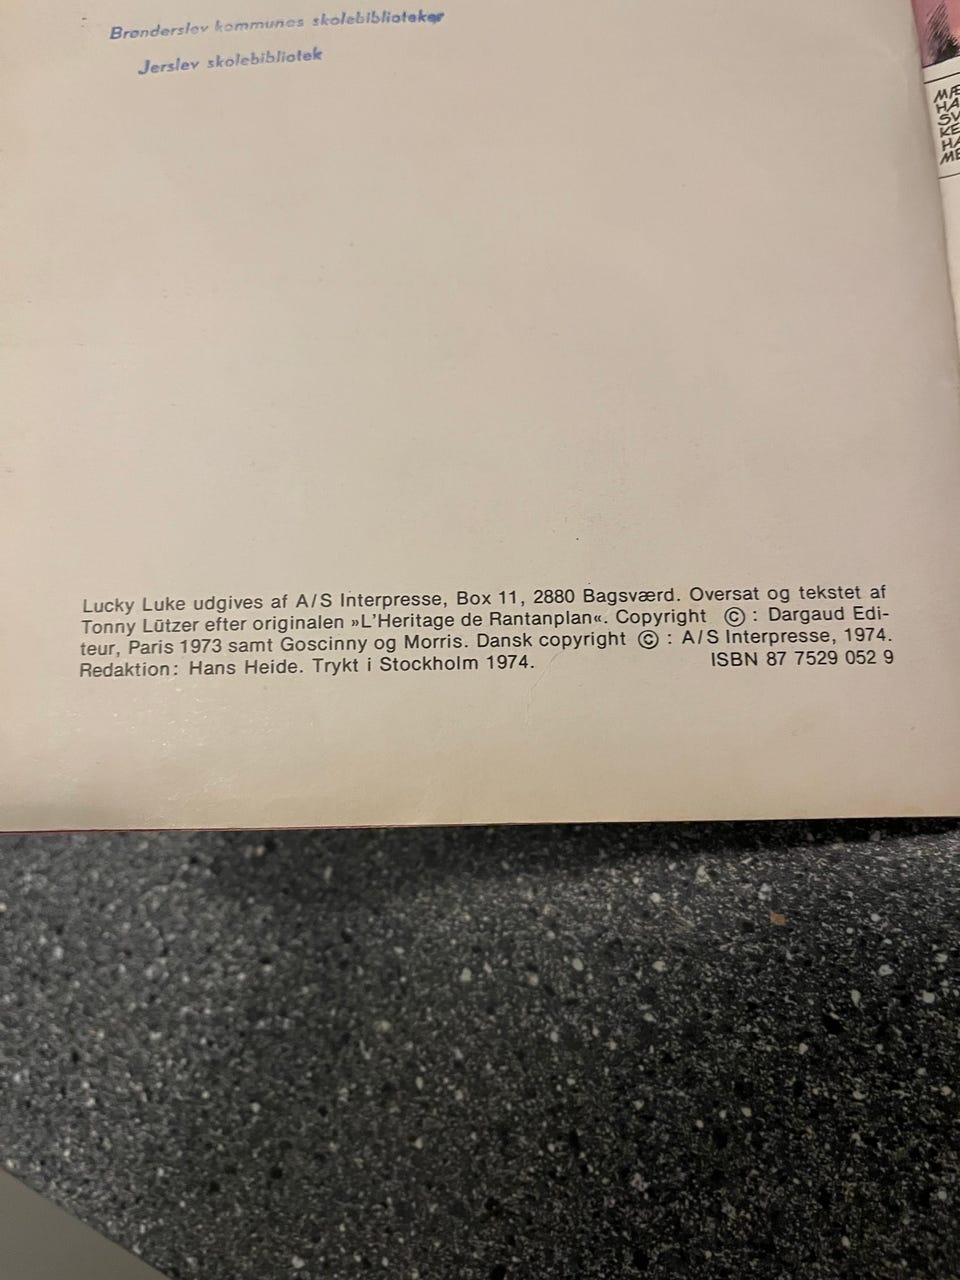 Brønderslev kommunes skolebiblioteker
Jerslev skolebibliotek
Lucky Luke udgives af A/S Interpresse, Box 11, 2880 Bagsværd. Oversat og tekstet af
Tonny Lützer efter originalen »L'Heritage de Rantanplan«. Copyright © : Dargaud Edi-
teur, Paris 1973 samt Goscinny og Morris. Dansk copyright © : A/S Interpresse, 1974.
Redaktion: Hans Heide. Trykt i Stockholm 1974. ISBN 87 7529 052 9